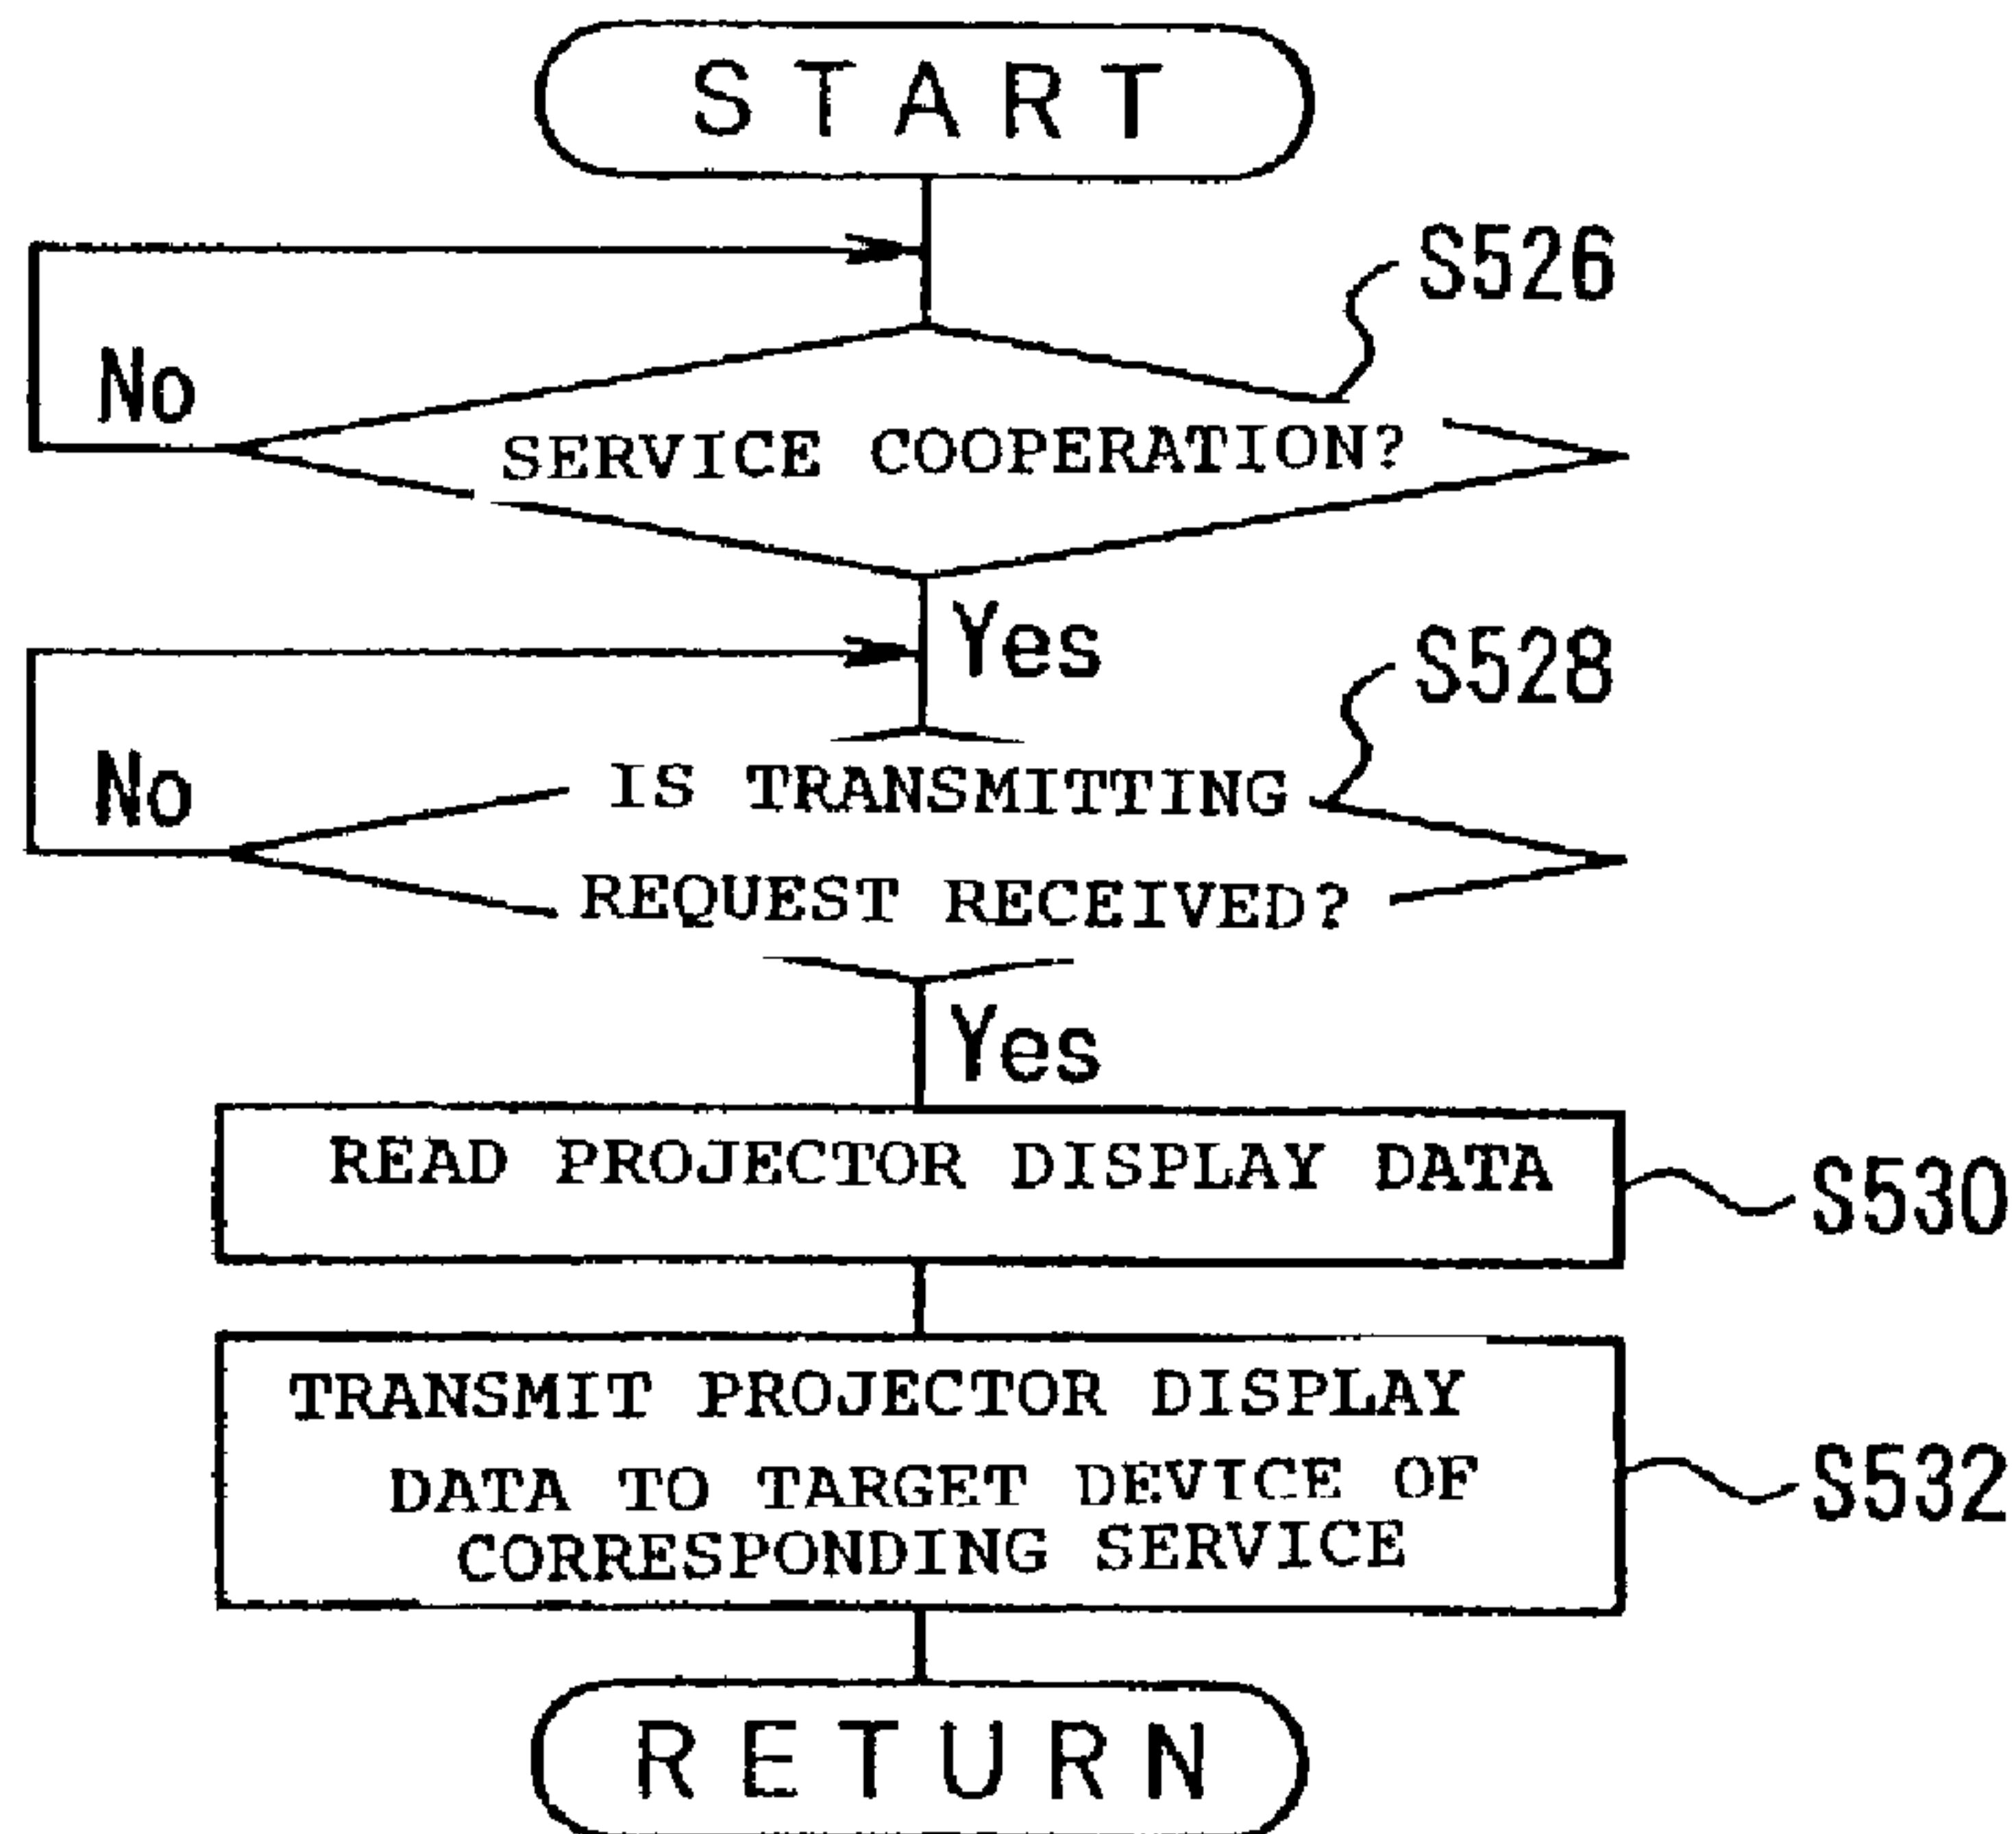 START
S526
No
SERVICE COOPERATION?
Yes
S528
No
IS TRANSMITTING
REQUEST RECEIVED?
Yes
READ PROJECTOR DISPLAY DATA
S530
TRANSMIT PROJECTOR DISPLAY
DATA TO TARGET DEVICE OF
CORRESPONDING SERVICE
S532
RETURN